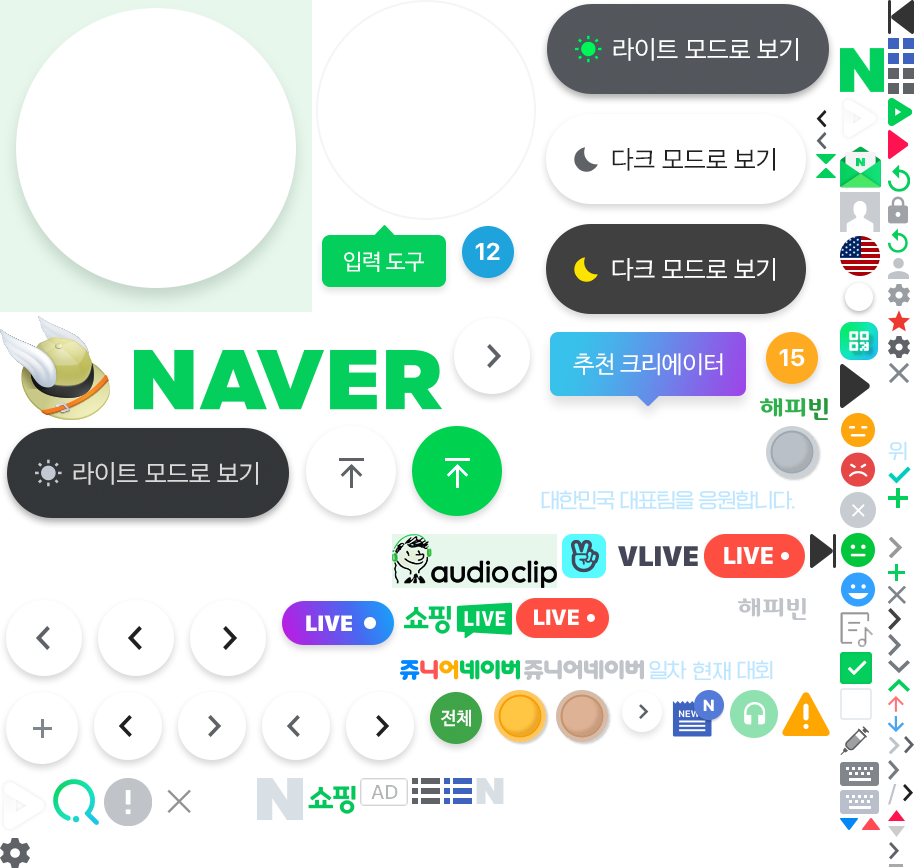 라이트 모드로 보기
N
다크 모드로 보기
N
입력 도구
12
다크 모드로 보기
NAVER
추천 크리에이터
15
해피빈
라이트 모드로 보기
위
대한민국 대표팀을 응원합니다.
audioclip
VLIVE
LIVE
LIVE
쇼핑
LIVE
LIVE
해피빈
쥬니어네이버
쥬니어네이버
일차
현재
대회
전체
NEW
N
N
쇼핑
AD
N